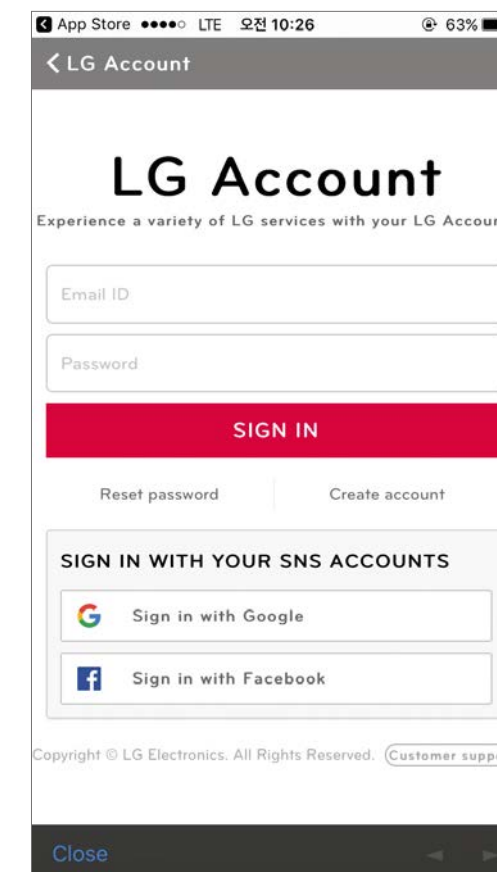 App Store LTE 오전 10:26 63%
LG Account
LG Account
Experience a variety of LG services with your LG
Email ID
Password
SIGN IN
Reset password Create account
SIGN IN WITH YOUR SNS ACCOUNTS
Sign in with Google
Sign in with Facebook
Copyright © LG Electronics. All Rights Reserved. Customer
Close